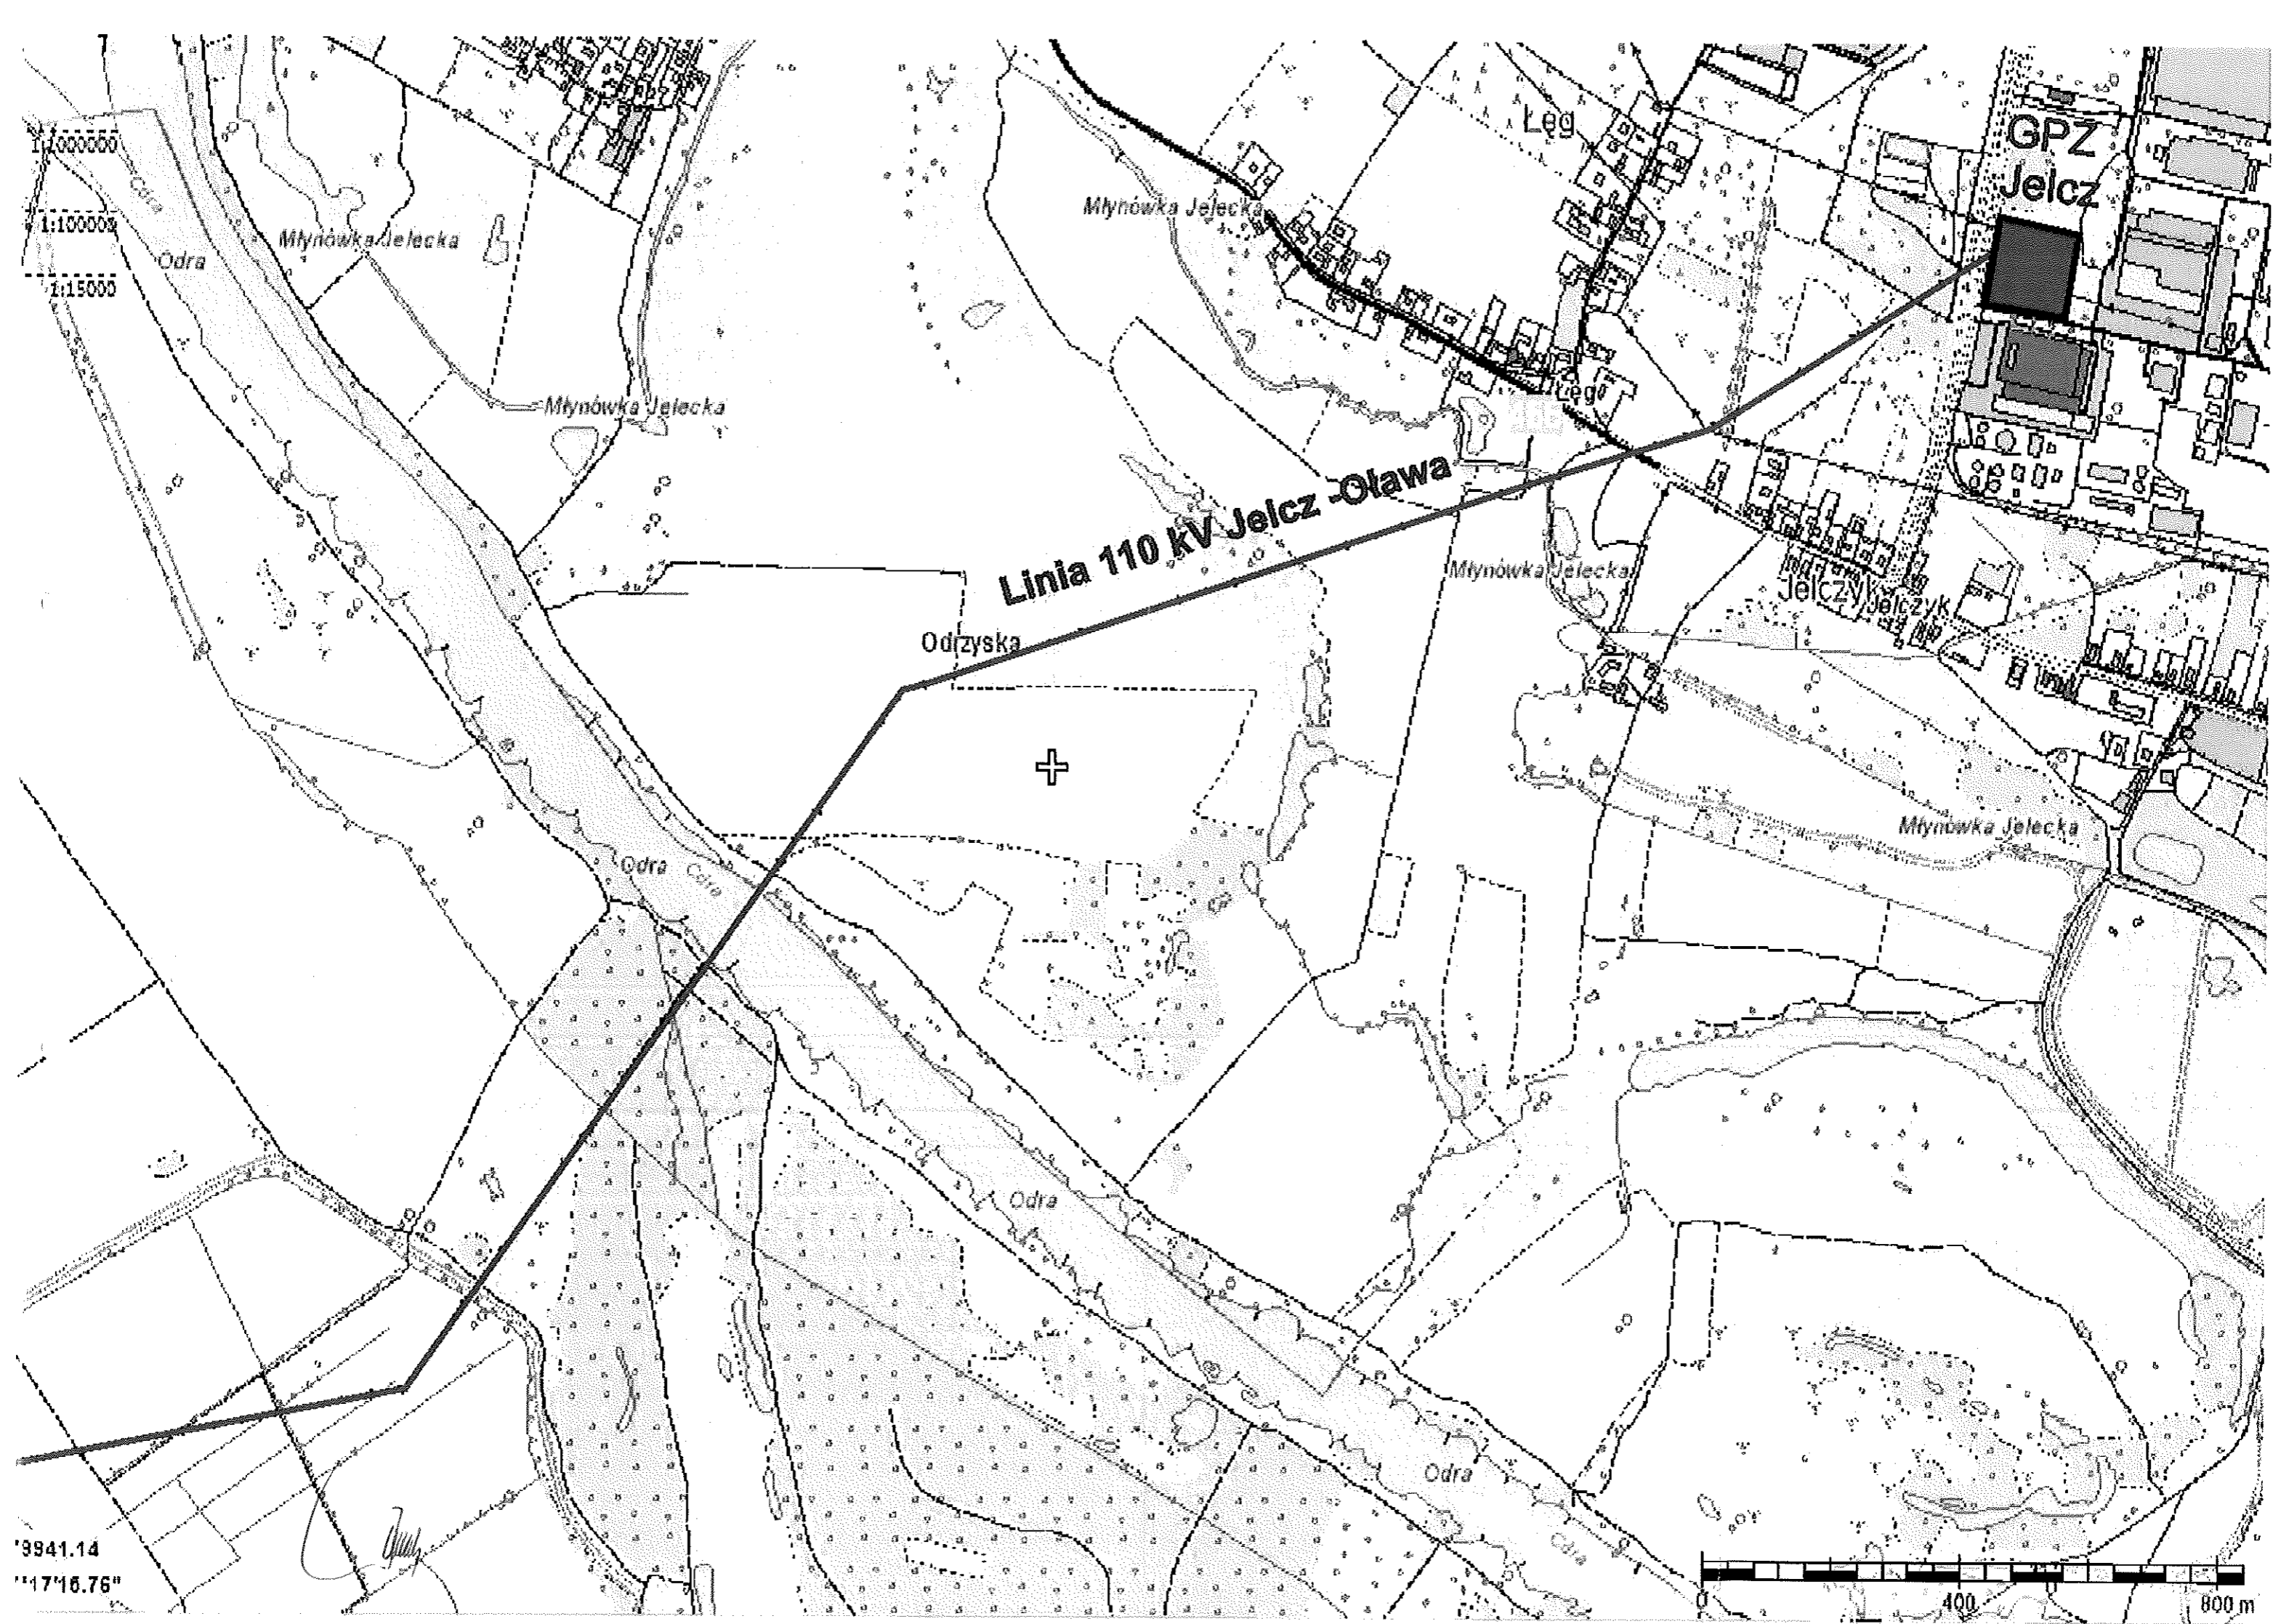 1:1000000
1:100000
1:15000
Odra
Młynówka Jelecka
Młynówka Jelecka
Młynówka Jelecka
Łęg
GPZ
Jelcz
Łęg
Linia 110 kV Jelcz -Oława
Młynówka Jelecka
Jelczyk
Jelczyk
Odrzyska
Młynówka Jelecka
Odra
Odra
Odra
'9941.14
17'16.76"
0 400 800 m